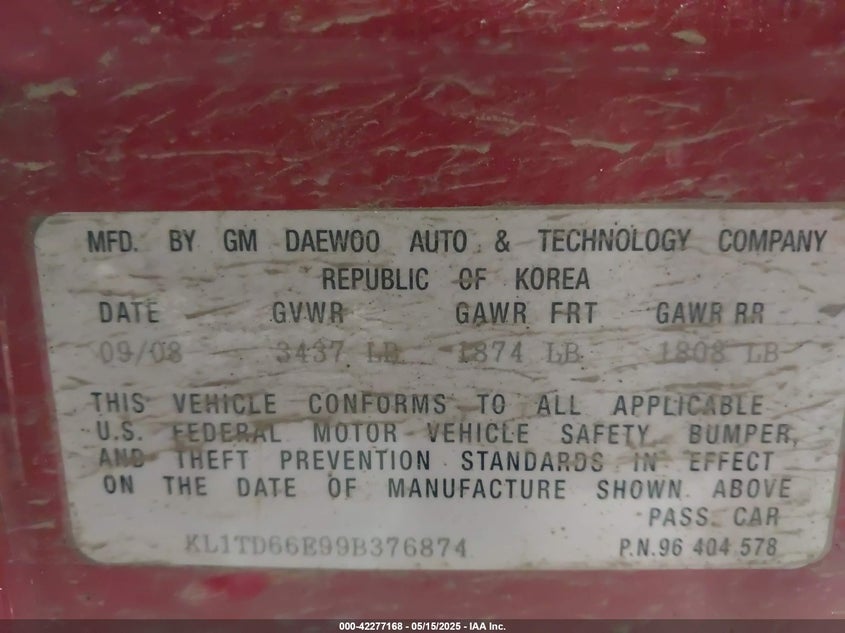 MFD. BY GM DAEWOO AUTO & TECHNOLOGY COMPANY
REPUBLIC OF KOREA
DATE GVWR GAWR FRT GAWR RR
09/08 3437 LB 1874 LB 1808 LB
THIS VEHICLE CONFORMS TO ALL APPLICABLE
U.S. FEDERAL MOTOR VEHICLE SAFETY, BUMPER,
AND THEFT PREVENTION STANDARDS IN EFFECT
ON THE DATE OF MANUFACTURE SHOWN ABOVE
PASS. CAR
KL1TD66E99B376874 P.N.96 404 578
000-42277168 - 05/15/2025 - IAA Inc.